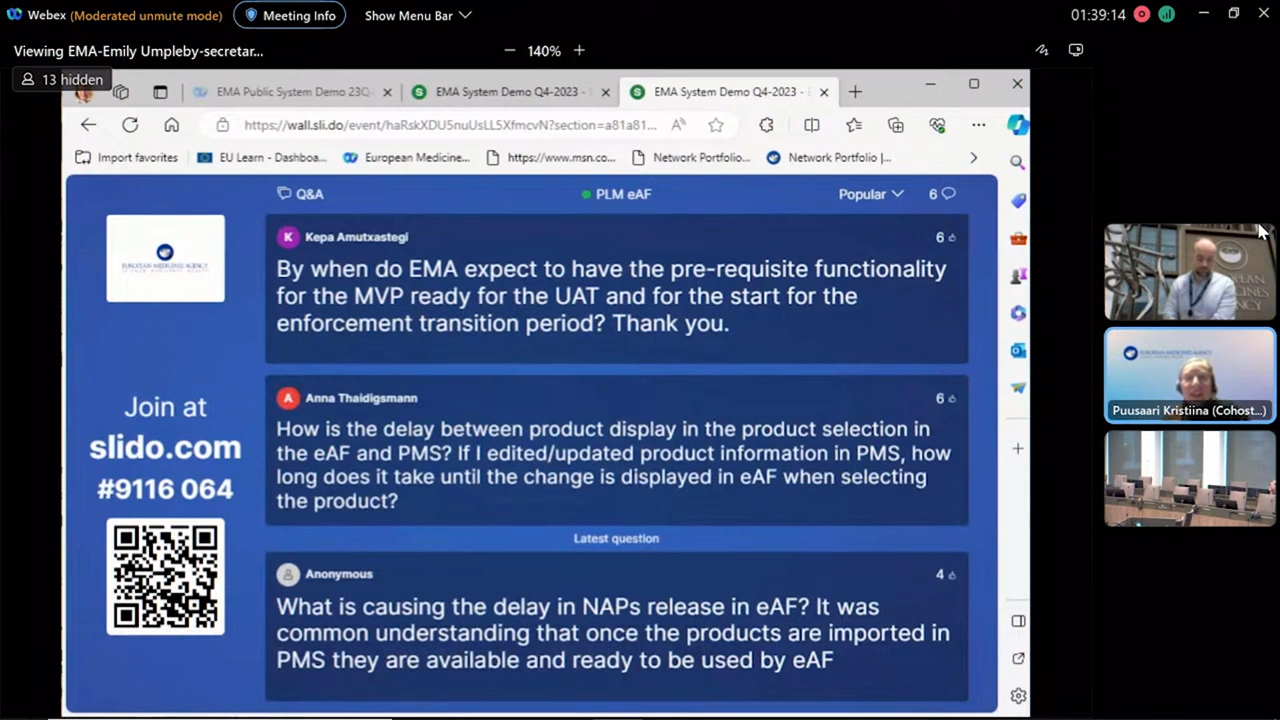 Webex (Moderated unmute mode) Meeting Info Show Menu Bar 01:39:14
Viewing EMA-Emily Umpleby-secretar... 140%
13 hidden
EMA Public System Demo 23Q EMA System Demo Q4-2023 - EMA System Demo Q4-2023 -
https://wall.sli.do/event/haRskXDU5nuUsLL5XfmcvN?section=a81a81...
Import favorites EU Learn - Dashboa... European Medicine... https://www.msn.co... Network Portfolio... Network Portfolio |...
Q&A PLM eAF Popular 6
K Kepa Amutxastegi 6
By when do EMA expect to have the pre-requisite functionality
for the MVP ready for the UAT and for the start for the
enforcement transition period? Thank you.
EUROPEAN MEDICINES AGENCY
A Anna Thaidigsmann 6
How is the delay between product display in the product selection in
the eAF and PMS? If I edited/updated product information in PMS, how
long does it take until the change is displayed in eAF when selecting
the product?
Join at
slido.com
#9116 064
Latest question
Anonymous 4
What is causing the delay in NAPs release in eAF? It was
common understanding that once the products are imported in
PMS they are available and ready to be used by eAF
EUROPEAN MEDICINES AGENCY
Puusaari Kristiina (Cohost...)